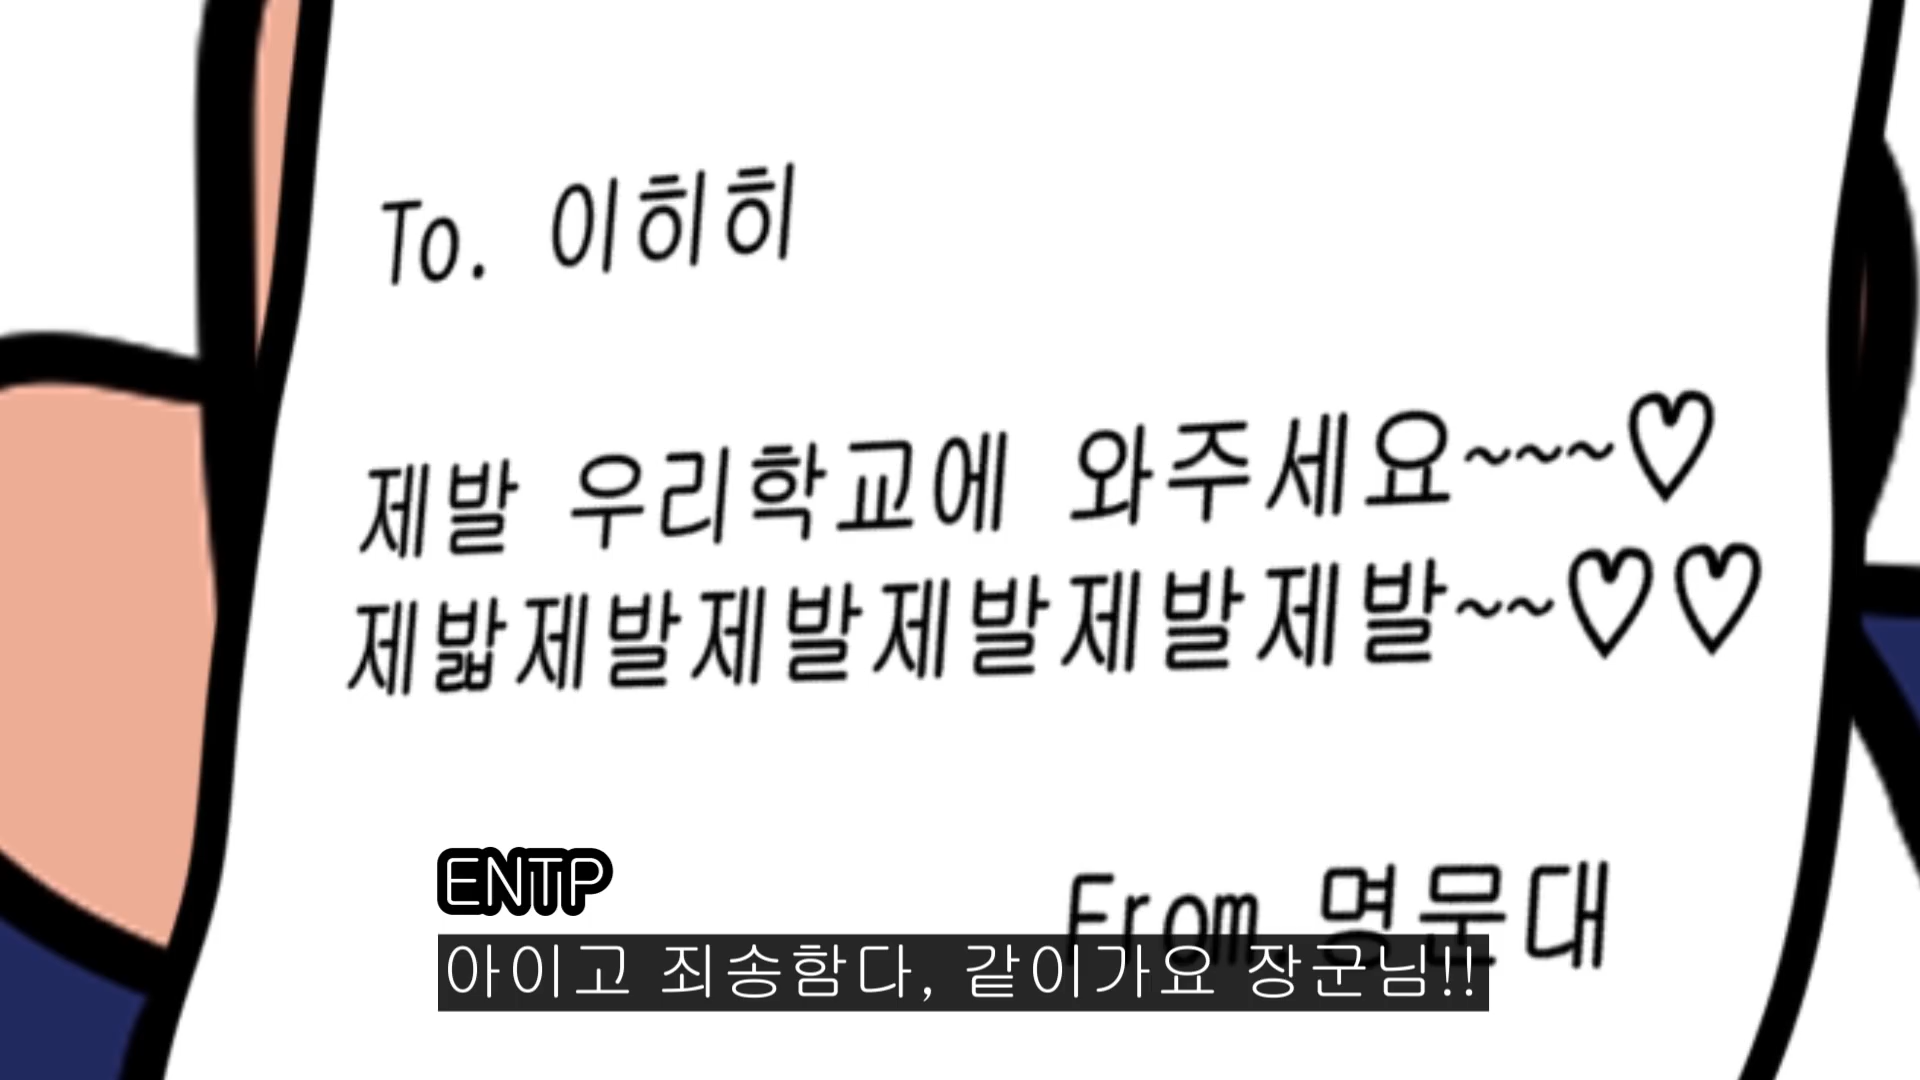 To. 이히히
제발 우리학교에 와주세요~~~♡
제밟제발제발제발제발제발~~♡♡
From 명문대
ENTP
아이고 죄송함다, 같이가요 장군님!!